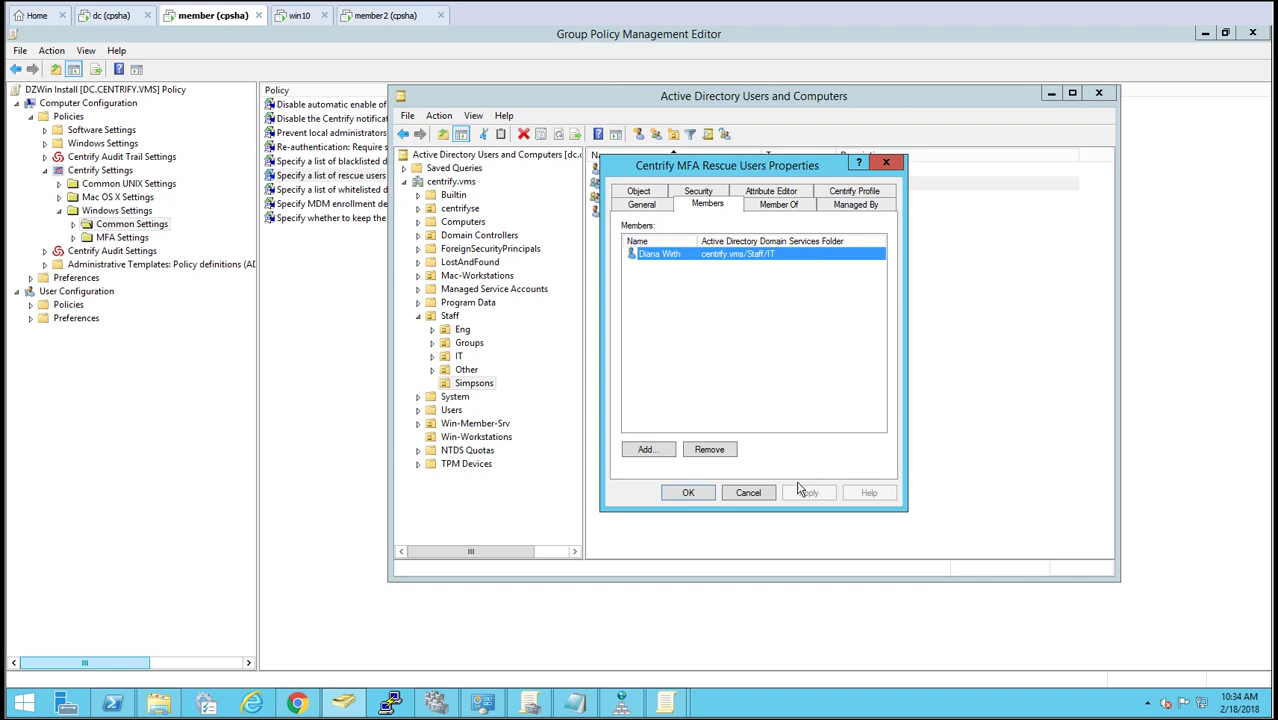 Home
dc (cpsha)
member (cpsha)
win10
member2 (cpsha)
Group Policy Management Editor
File Action View Help
DZWin Install [DC.CENTRIFY.VMS] Policy
Computer Configuration
Policies
Software Settings
Windows Settings
Centrify Audit Trail Settings
Centrify Settings
Common UNIX Settings
Mac OS X Settings
Windows Settings
Common Settings
MFA Settings
Centrify Audit Settings
Administrative Templates: Policy definitions (AD
Preferences
User Configuration
Policies
Preferences
Policy
Disable automatic enable of
Disable the Centrify notificat
Prevent local administrators
Re-authentication: Require s
Specify a list of blacklisted d
Specify a list of rescue users
Specify a list of whitelisted d
Specify MDM enrollment de
Specify whether to keep the
Active Directory Users and Computers
File Action View Help
Active Directory Users and Computers [dc.c
Saved Queries
centrify.vms
Builtin
centrifyse
Computers
Domain Controllers
ForeignSecurityPrincipals
LostAndFound
Mac-Workstations
Managed Service Accounts
Program Data
Staff
Eng
Groups
IT
Other
Simpsons
System
Users
Win-Member-Srv
Win-Workstations
NTDS Quotas
TPM Devices
Centrify MFA Rescue Users Properties
Object Security Attribute Editor Centrify Profile
General Members Member Of Managed By
Members:
Name Active Directory Domain Services Folder
Diana Wirth centrify.vms/Staff/IT
Add... Remove
OK Cancel Apply Help
10:34 AM
2/18/2018